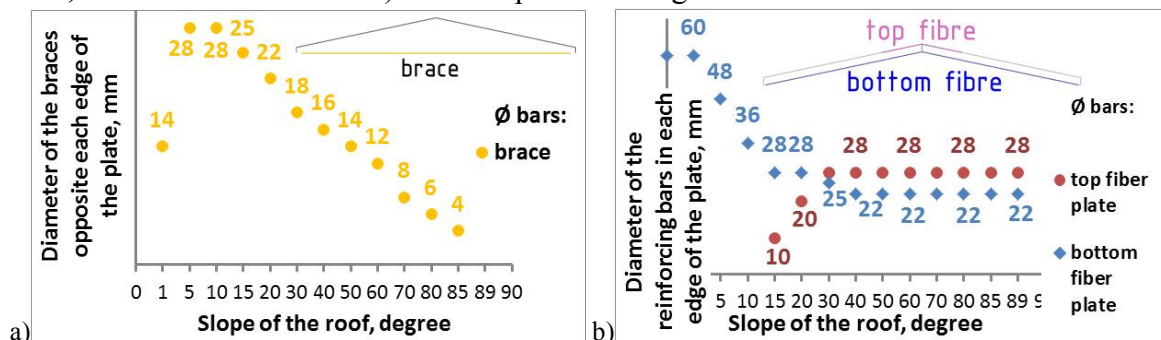 a)
Diameter of the braces
opposite each edge of
the plate, mm
14
28
28
25
22
18
16
14
12
8
6
4
brace
Ø bars:
brace
0 1 5 10 15 20 30 40 50 60 70 80 85 89 90
Slope of the roof, degree
b)
Diameter of the
reinforcing bars in each
edge of the plate, mm
60
48
36
28 28
25
22
22
22
22
10
20
28
28
28
28
top fibre
bottom fibre
Ø bars:
top fiber
plate
bottom
fiber
plate
5 10 15 20 30 40 50 60 70 80 85 89
Slope of the roof, degree